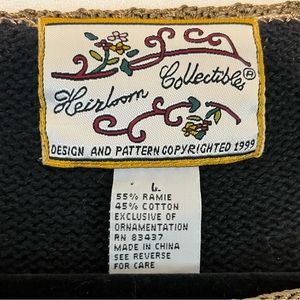 Heirloom Collectibles®
DESIGN AND PATTERN COPYRIGHTED 1999
L
55% RAMIE
45% COTTON
EXCLUSIVE OF
ORNAMENTATION
RN 83437
MADE IN CHINA
SEE REVERSE
FOR CARE